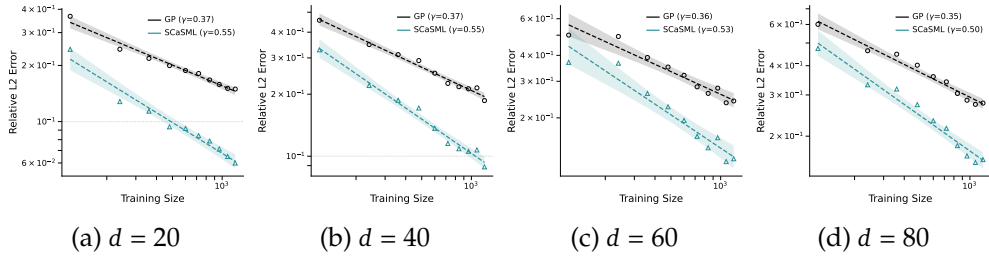 4 × 10⁻¹
3 × 10⁻¹
2 × 10⁻¹
10⁻¹
6 × 10⁻²
Relative L2 Error
GP (γ=0.37)
SCaSML (γ=0.55)
10³
Training Size
(a) d = 20
4 × 10⁻¹
3 × 10⁻¹
2 × 10⁻¹
10⁻¹
Relative L2 Error
GP (γ=0.37)
SCaSML (γ=0.55)
10³
Training Size
(b) d = 40
6 × 10⁻¹
4 × 10⁻¹
3 × 10⁻¹
2 × 10⁻¹
Relative L2 Error
GP (γ=0.36)
SCaSML (γ=0.53)
10³
Training Size
(c) d = 60
6 × 10⁻¹
4 × 10⁻¹
3 × 10⁻¹
2 × 10⁻¹
Relative L2 Error
GP (γ=0.35)
SCaSML (γ=0.50)
10³
Training Size
(d) d = 80